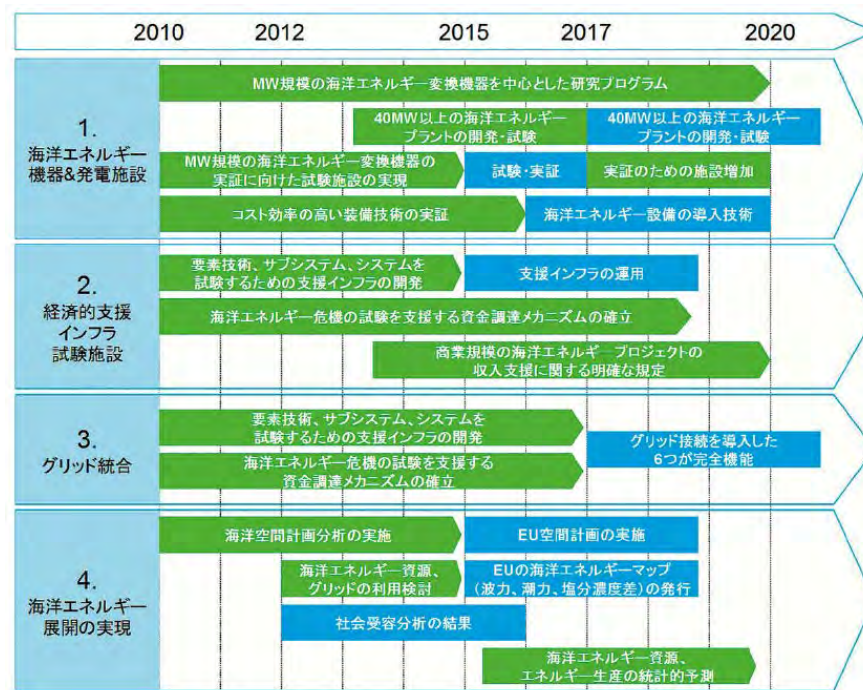 2010 2012 2015 2017 2020
1.
海洋エネルギー
機器&発電施設
MW規模の海洋エネルギー変換機器を中心とした研究プログラム
40MW以上の海洋エネルギー
プラントの開発・試験
40MW以上の海洋エネルギー
プラントの開発・試験
MW規模の海洋エネルギー変換機器の
実証に向けた試験施設の実現
試験・実証
実証のための施設増加
コスト効率の高い装備技術の実証
海洋エネルギー設備の導入技術
2.
経済的支援
インフラ
試験施設
要素技術、サブシステム、システムを
試験するための支援インフラの開発
支援インフラの運用
海洋エネルギー危機の試験を支援する資金調達メカニズムの確立
商業規模の海洋エネルギープロジェクトの
収入支援に関する明確な規定
3.
グリッド統合
要素技術、サブシステム、システムを
試験するための支援インフラの開発
グリッド接続を導入した
6つが完全機能
海洋エネルギー危機の試験を支援する
資金調達メカニズムの確立
4.
海洋エネルギー
展開の実現
海洋空間計画分析の実施
EU空間計画の実施
海洋エネルギー資源、
グリッドの利用検討
EUの海洋エネルギーマップ
(波力、潮力、塩分濃度差)の発行
社会受容分析の結果
海洋エネルギー資源、
エネルギー生産の統計的予測